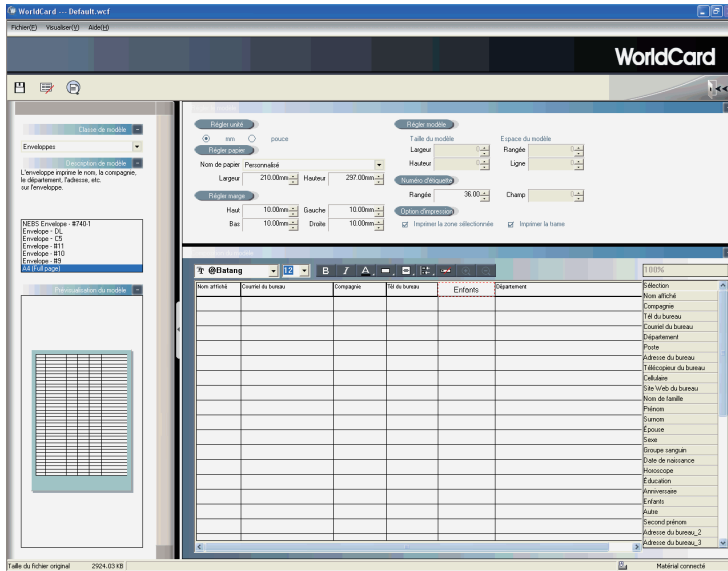 WorldCard --- Default.wcf
Fichier(F) Visualiser(V) Aide(H)
WorldCard
Classe de modèle
Enveloppes
Description de modèle
L'enveloppe imprime le nom, la compagnie,
le département, l'adresse, etc.
sur l'enveloppe.
NEBS Envelope - #740-1
Envelope - DL
Envelope - C5
Envelope - #11
Envelope - #10
Envelope - #9
A4 (Full page)
Prévisualisation du modèle
Régler unité
mm pouce
Régler papier
Nom de papier Personnalisé
Largeur 210.00mm Hauteur 297.00mm
Régler marge
Haut 10.00mm Gauche 10.00mm
Bas 10.00mm Droite 10.00mm
Régler modèle
Taille du modèle Espace du modèle
Largeur 0 Rangée 0
Hauteur 0 Ligne 0
Numéro d'étiquette
Rangée 36.00 Champ 0
Option d'impression
Imprimer la zone sélectionnée Imprimer la trame
@Batang 12 B I A
100%
Nom affiché Courriel du bureau Compagnie Tél du bureau Enfants Département
Sélection
Nom affiché
Compagnie
Tél du bureau
Courriel du bureau
Département
Poste
Adresse du bureau
Télécopieur du bureau
Cellulaire
Site Web du bureau
Nom de famille
Prénom
Surnom
Épouse
Sexe
Groupe sanguin
Date de naissance
Horoscope
Éducation
Anniversaire
Enfants
Autre
Second prénom
Adresse du bureau_2
Adresse du bureau_3
Taille du fichier original 2924.03 KB Matérial connecté